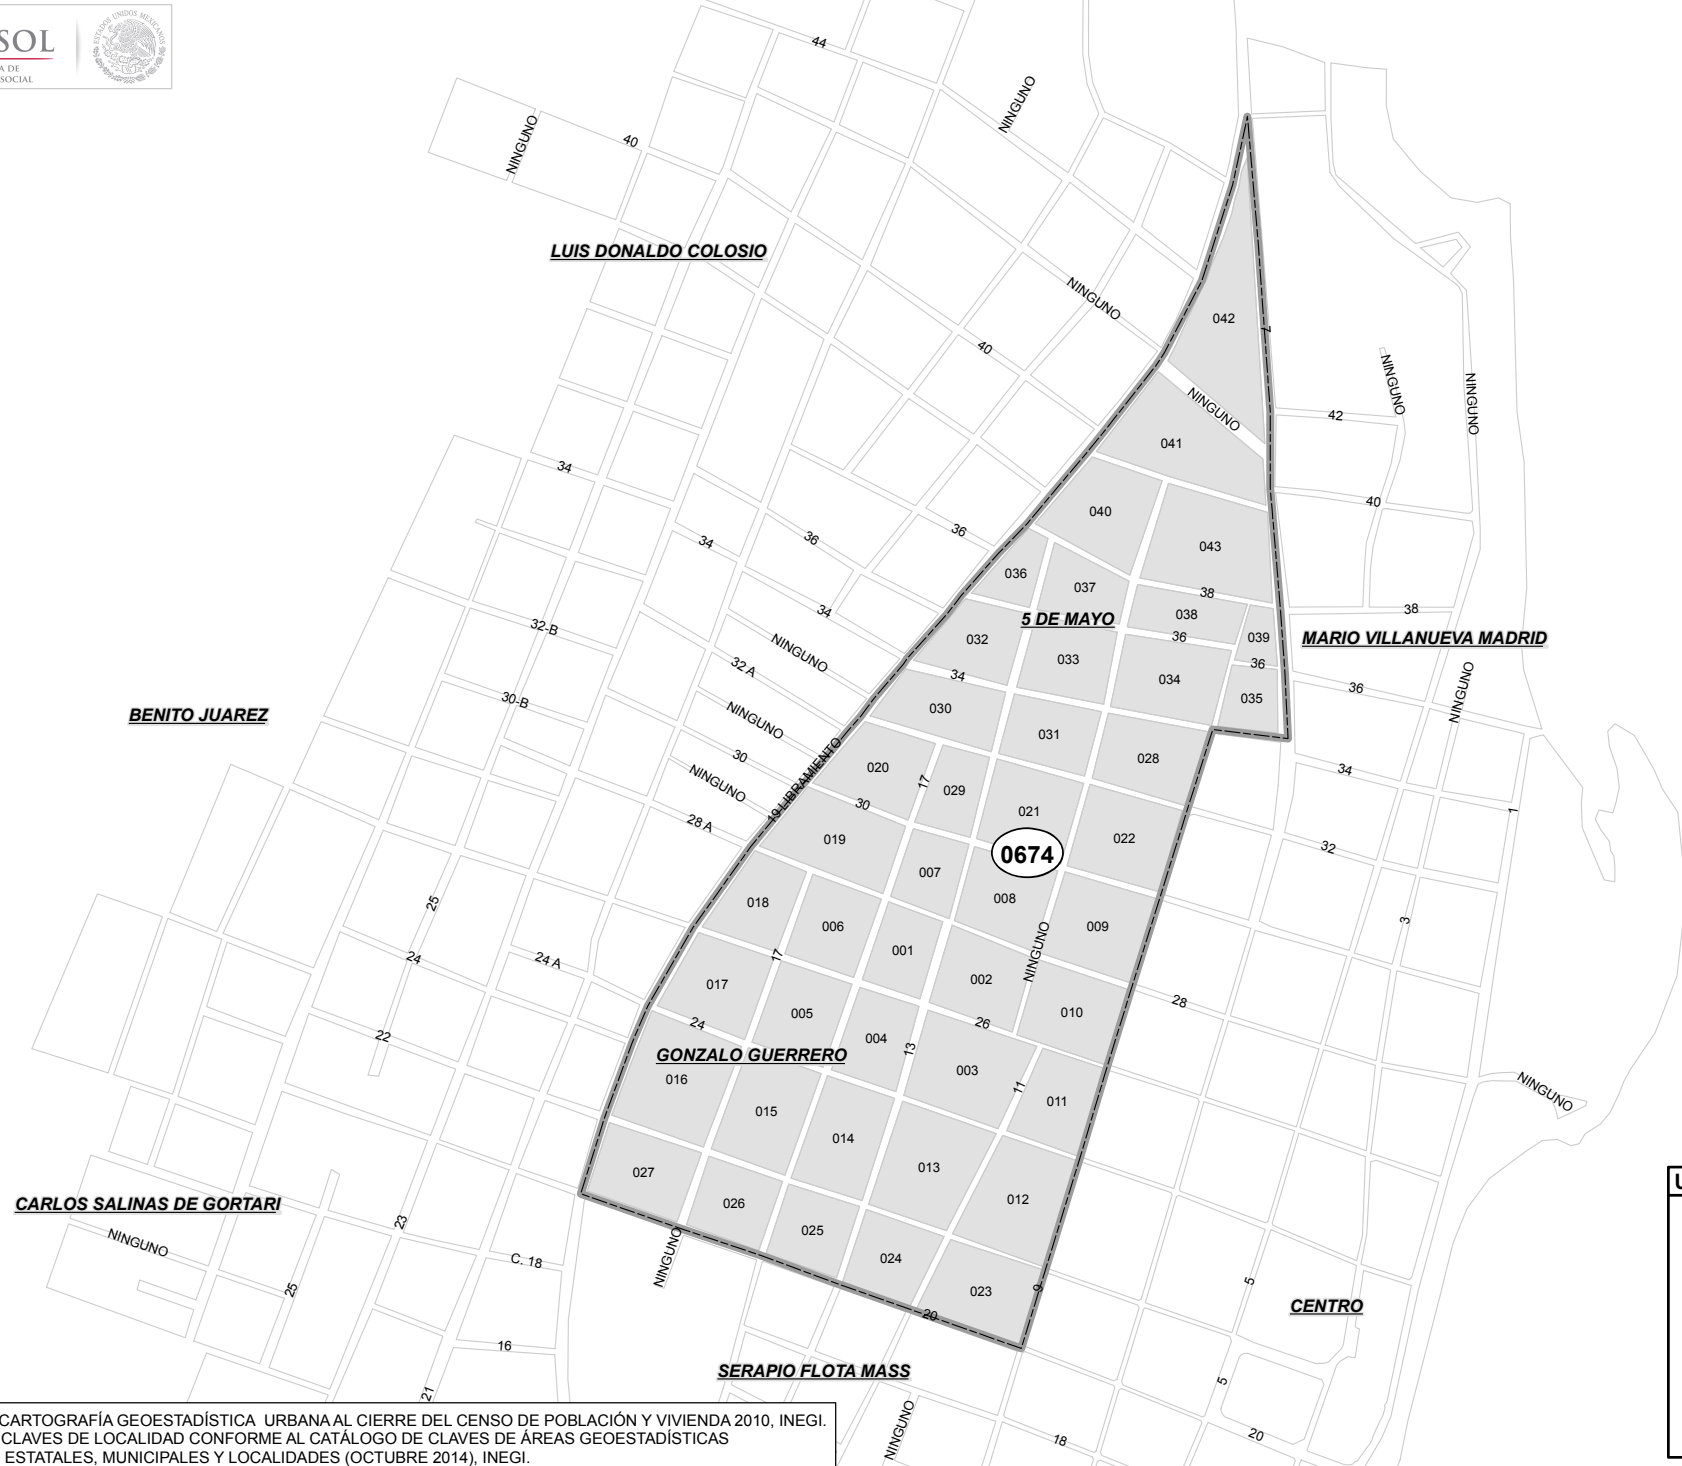 SOL
A DE
SOCIAL
ESTADOS UNIDOS MEXICANOS
44
NINGUNO
NINGUNO
40
LUIS DONALDO COLOSIO
NINGUNO
042
7
40
NINGUNO
NINGUNO
NINGUNO
42
041
34
040
40
36
36
34
043
036
037
38
34
038
38
32-B
5 DE MAYO
36
039
MARIO VILLANUEVA MADRID
NINGUNO
032
033
36
32 A
34
034
36
NINGUNO
30-B
035
BENITO JUAREZ
NINGUNO
030
031
30
028
020
34
NINGUNO
19 LIBRAMIENTO
17
029
30
021
1
28 A
019
022
32
0674
007
018
008
25
006
009
3
001
NINGUNO
24
24 A
17
002
017
28
005
010
24
26
22
004
13
GONZALO GUERRERO
003
016
11
NINGUNO
015
011
014
013
027
012
CARLOS SALINAS DE GORTARI
026
23
025
NINGUNO
024
C. 18
NINGUNO
25
023
9
5
CENTRO
20
16
SERAPIO FLOTA MASS
5
21
NINGUNO
18
20
U
CARTOGRAFÍA GEOESTADÍSTICA URBANA AL CIERRE DEL CENSO DE POBLACIÓN Y VIVIENDA 2010, INEGI.
CLAVES DE LOCALIDAD CONFORME AL CATÁLOGO DE CLAVES DE ÁREAS GEOESTADÍSTICAS
ESTATALES, MUNICIPALES Y LOCALIDADES (OCTUBRE 2014), INEGI.